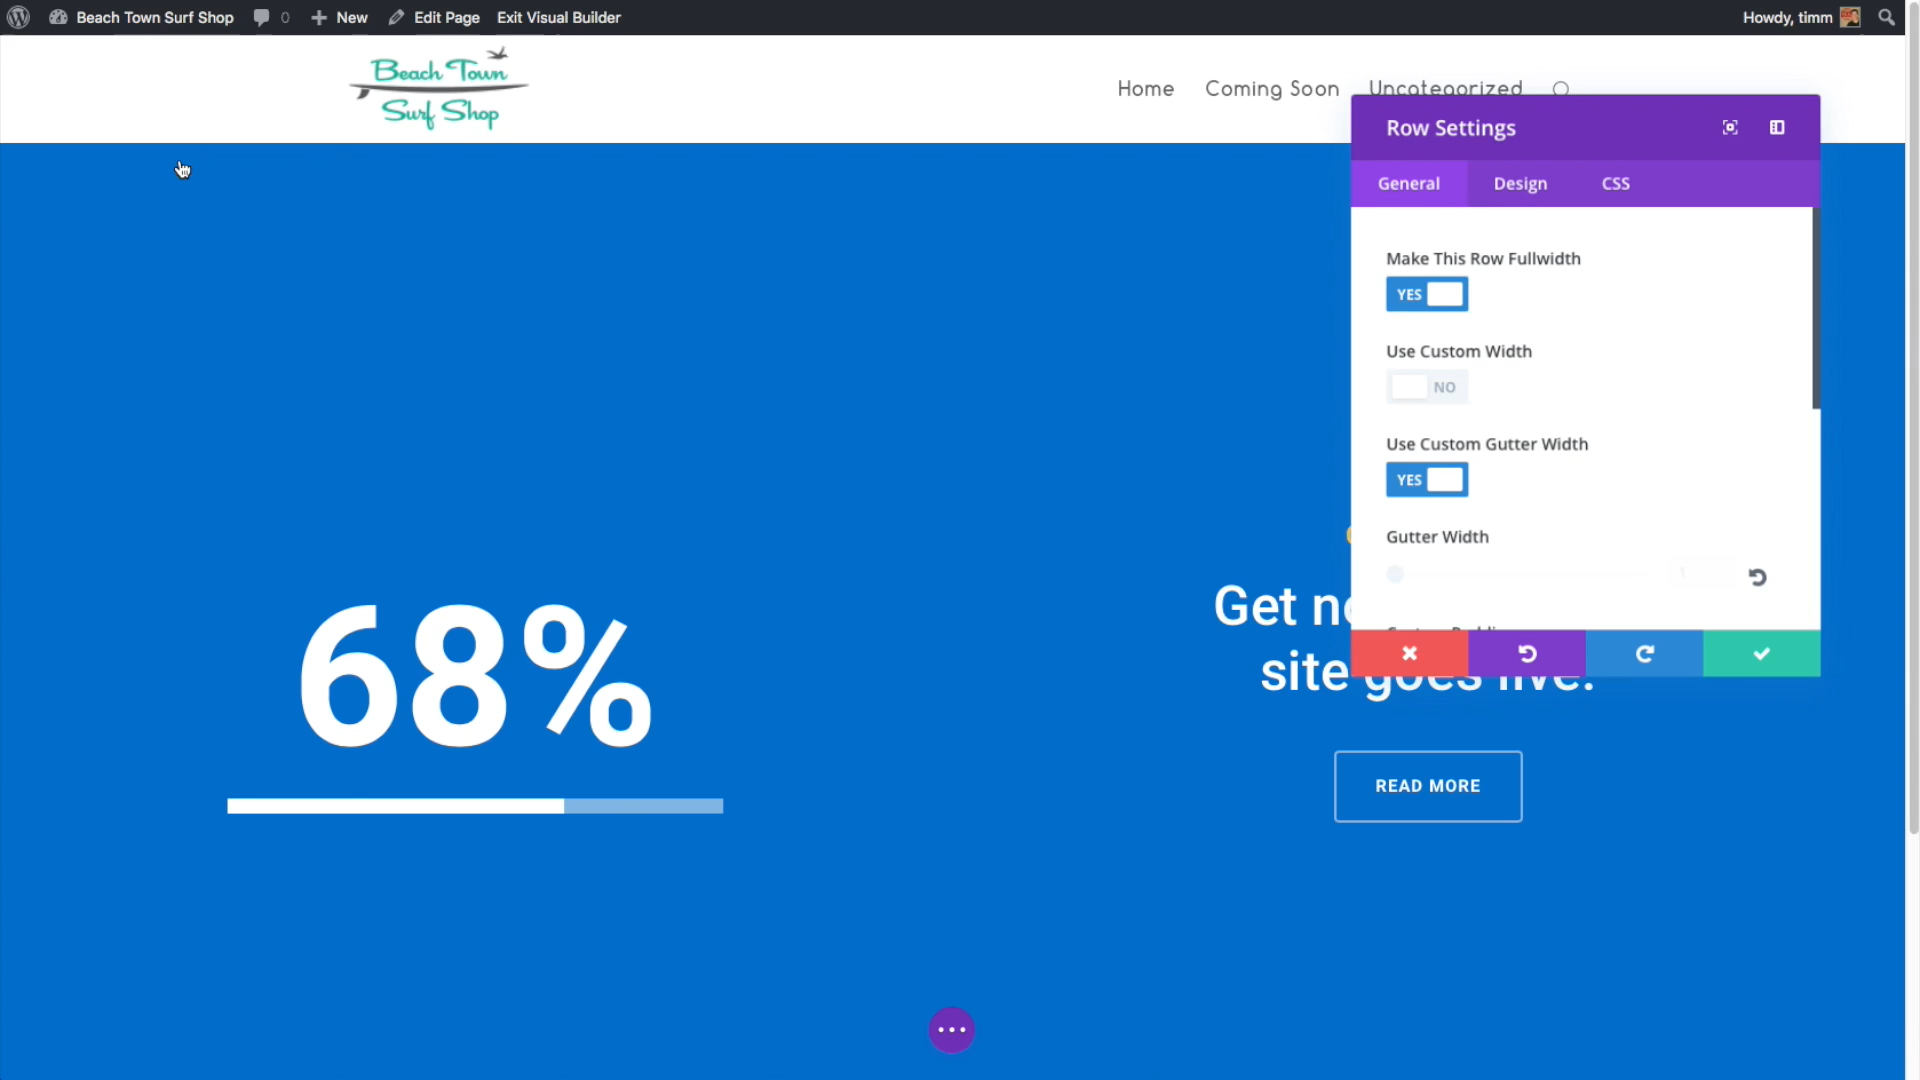 Beach Town Surf Shop 0 New Edit Page Exit Visual Builder Howdy, timm
Beach Town
Surf Shop
Home Coming Soon Uncategorized
Row Settings
General Design CSS
Make This Row Fullwidth
YES
Use Custom Width
NO
Use Custom Gutter Width
YES
Gutter Width
68%
Get
site goes live.
READ MORE